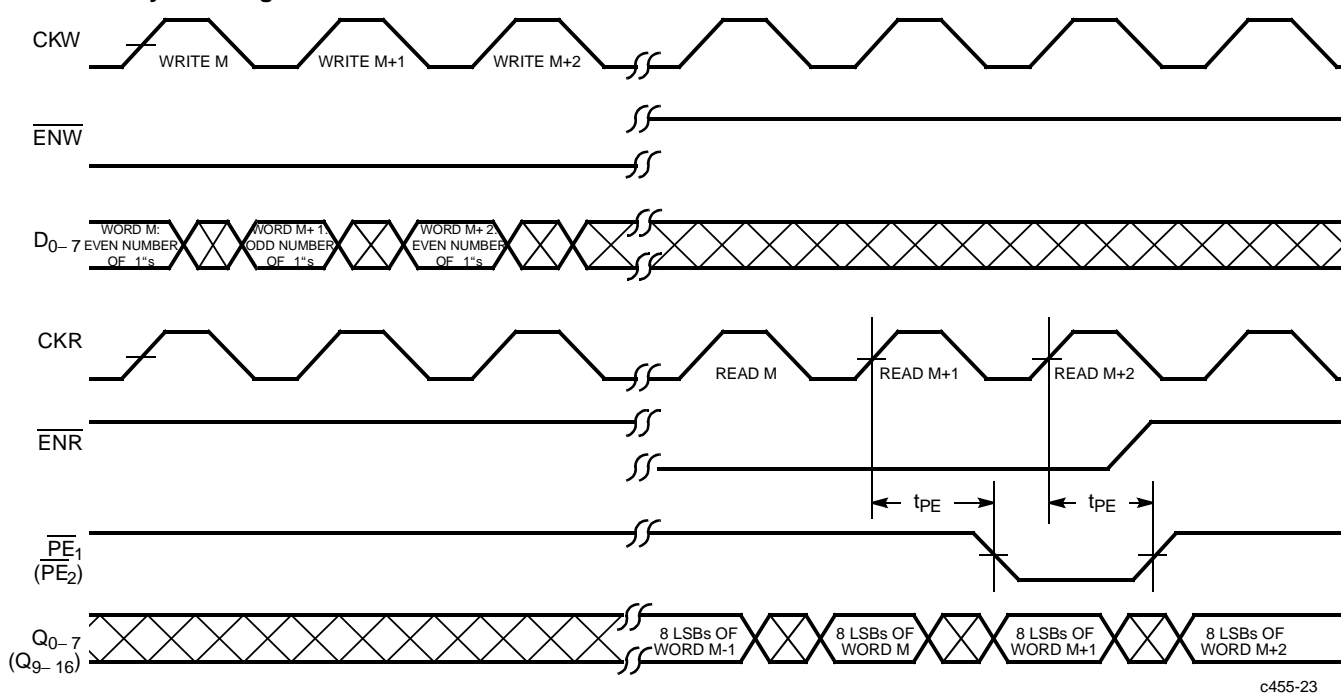 CKW
WRITE M WRITE M+1 WRITE M+2
ENW
D0–7
WORD M:
EVEN NUMBER
OF 1“s
WORD M+1:
ODD NUMBER
OF 1“s
WORD M+2:
EVEN NUMBER
OF 1“s
CKR
READ M READ M+1 READ M+2
ENR
tPE tPE
PE1
(PE2)
Q0–7
(Q9–16)
8 LSBs OF
WORD M-1
8 LSBs OF
WORD M
8 LSBs OF
WORD M+1
8 LSBs OF
WORD M+2
c455-23